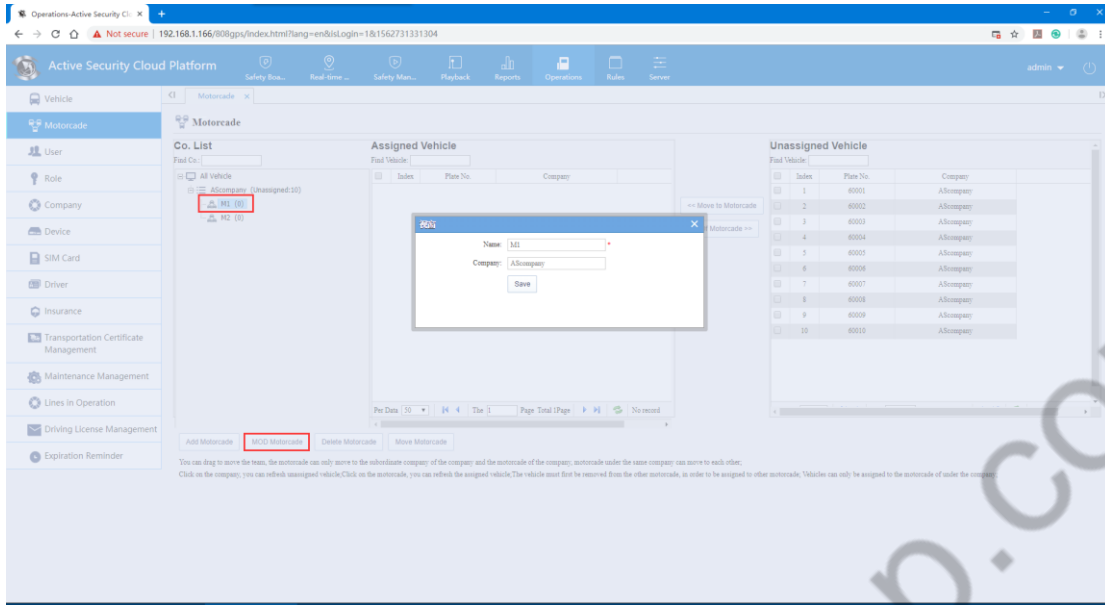 Operations-Active Security Cl
Not secure | 192.168.1.166/808gps/index.html?lang=en&isLogin=1&1562731331304
Active Security Cloud Platform
Safety Boa... Real-time ... Safety Man... Playback Reports Operations Rules Server
admin
Vehicle
Motorcade
User
Role
Company
Device
SIM Card
Driver
Insurance
Transportation Certificate
Management
Maintenance Management
Lines in Operation
Driving License Management
Expiration Reminder
Motorcade ×
Motorcade
Co. List
Find Co.:
All Vehicle
AScompany (Unassigned:10)
M1 (0)
M2 (0)
Assigned Vehicle
Find Vehicle:
Index Plate No. Company
Per Data 50 The 1 Page Total 1Page No record
<< Move to Motorcade
Motorcade >>
Name: M1 *
Company: AScompany
Save
Unassigned Vehicle
Find Vehicle:
Index Plate No. Company
1 60001 AScompany
2 60002 AScompany
3 60003 AScompany
4 60004 AScompany
5 60005 AScompany
6 60006 AScompany
7 60007 AScompany
8 60008 AScompany
9 60009 AScompany
10 60010 AScompany
Add Motorcade MOD Motorcade Delete Motorcade Move Motorcade
You can drag to move the team, the motorcade can only move to the subordinate company of the company and the motorcade of the company, motorcade under the same company can move to each other;
Click on the company, you can refresh unassigned vehicle;Click on the motorcade, you can refresh the assigned vehicle;The vehicle must first be removed from the other motorcade, in order to be assigned to other motorcade, Vehicles can only be assigned to the motorcade of under the company;